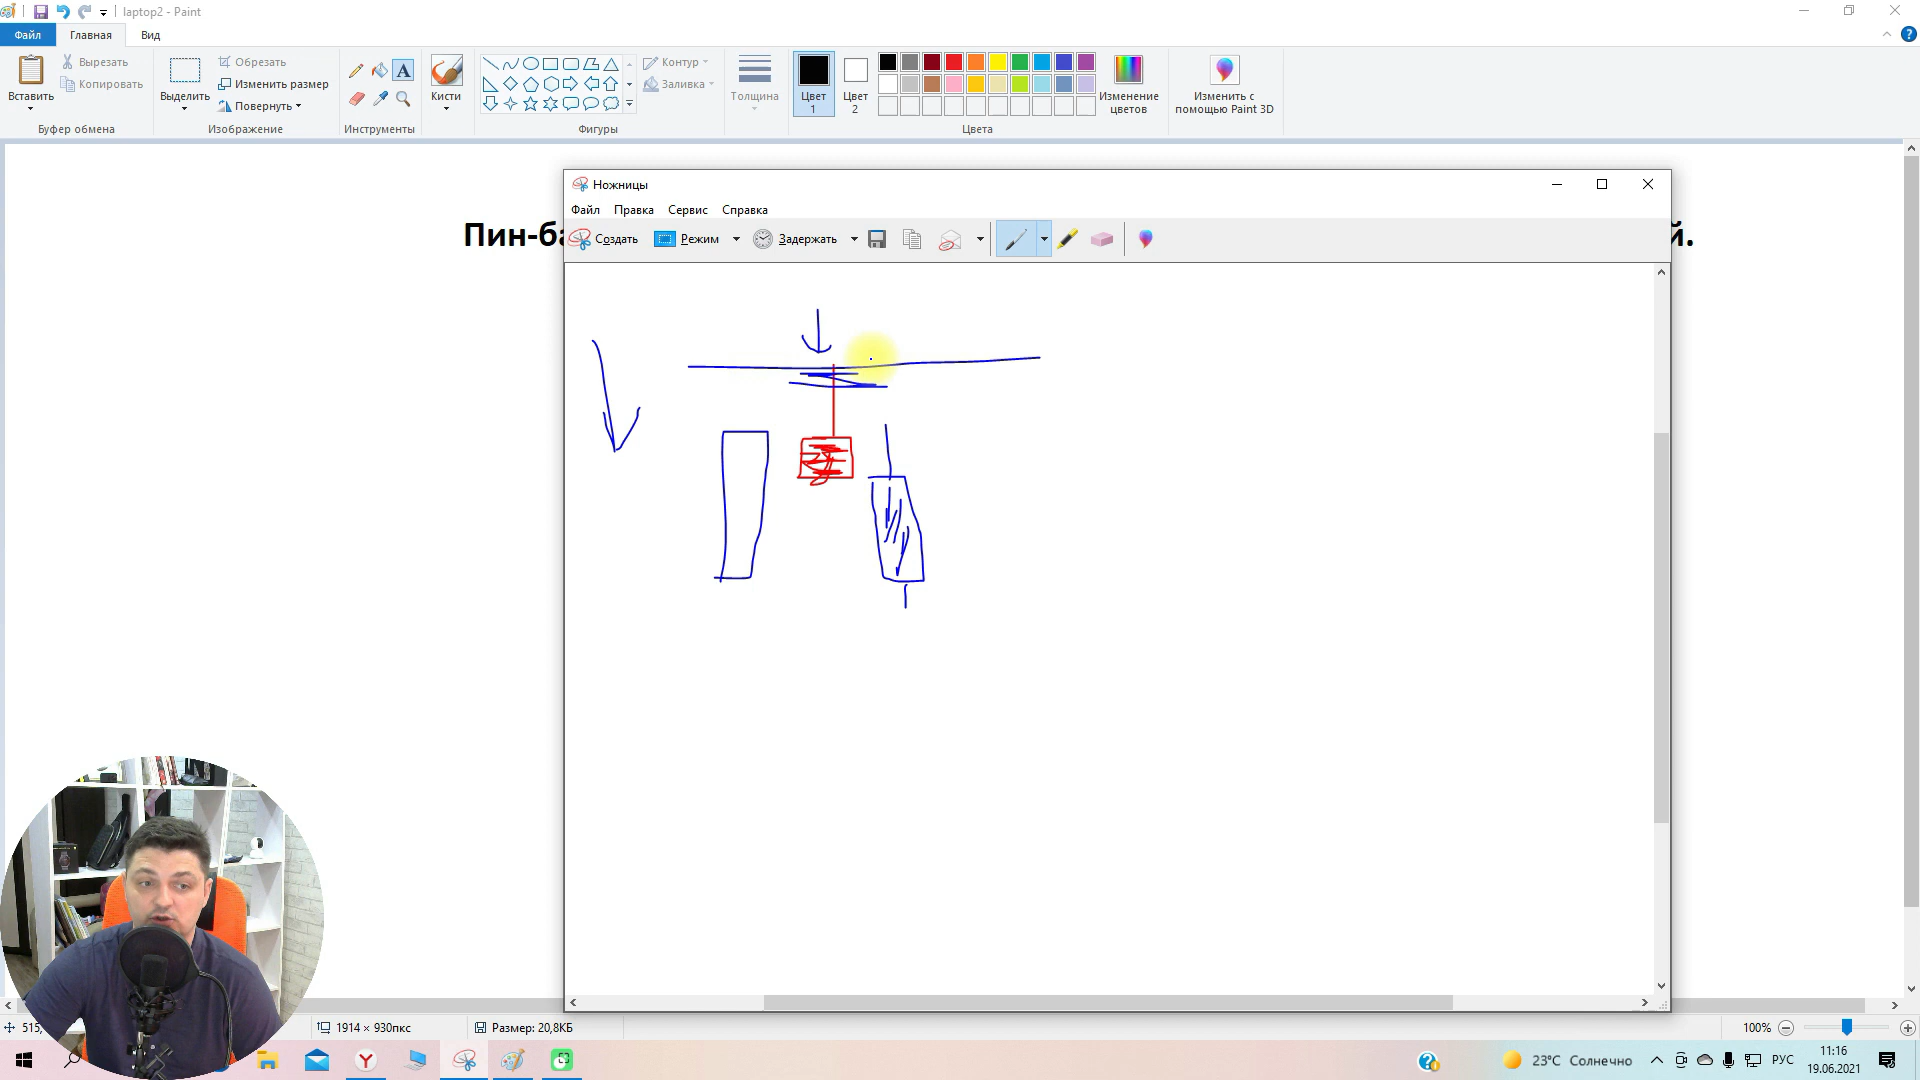 laptop2 - Paint
Файл
Главная
Вид
Вставить
Вырезать
Копировать
Буфер обмена
Выделить
Обрезать
Изменить размер
Повернуть
Изображение
Инструменты
Кисти
Фигуры
Контур
Заливка
Толщина
Цвет 1
Цвет 2
Цвета
Изменение цветов
Изменить с помощью Paint 3D
Пин-ба
й.
Ножницы
Файл
Правка
Сервис
Справка
Создать
Режим
Задержать
515,
1914 × 930пкс
Размер: 20,8КБ
100%
23°C Солнечно
РУС
11:16
19.06.2021